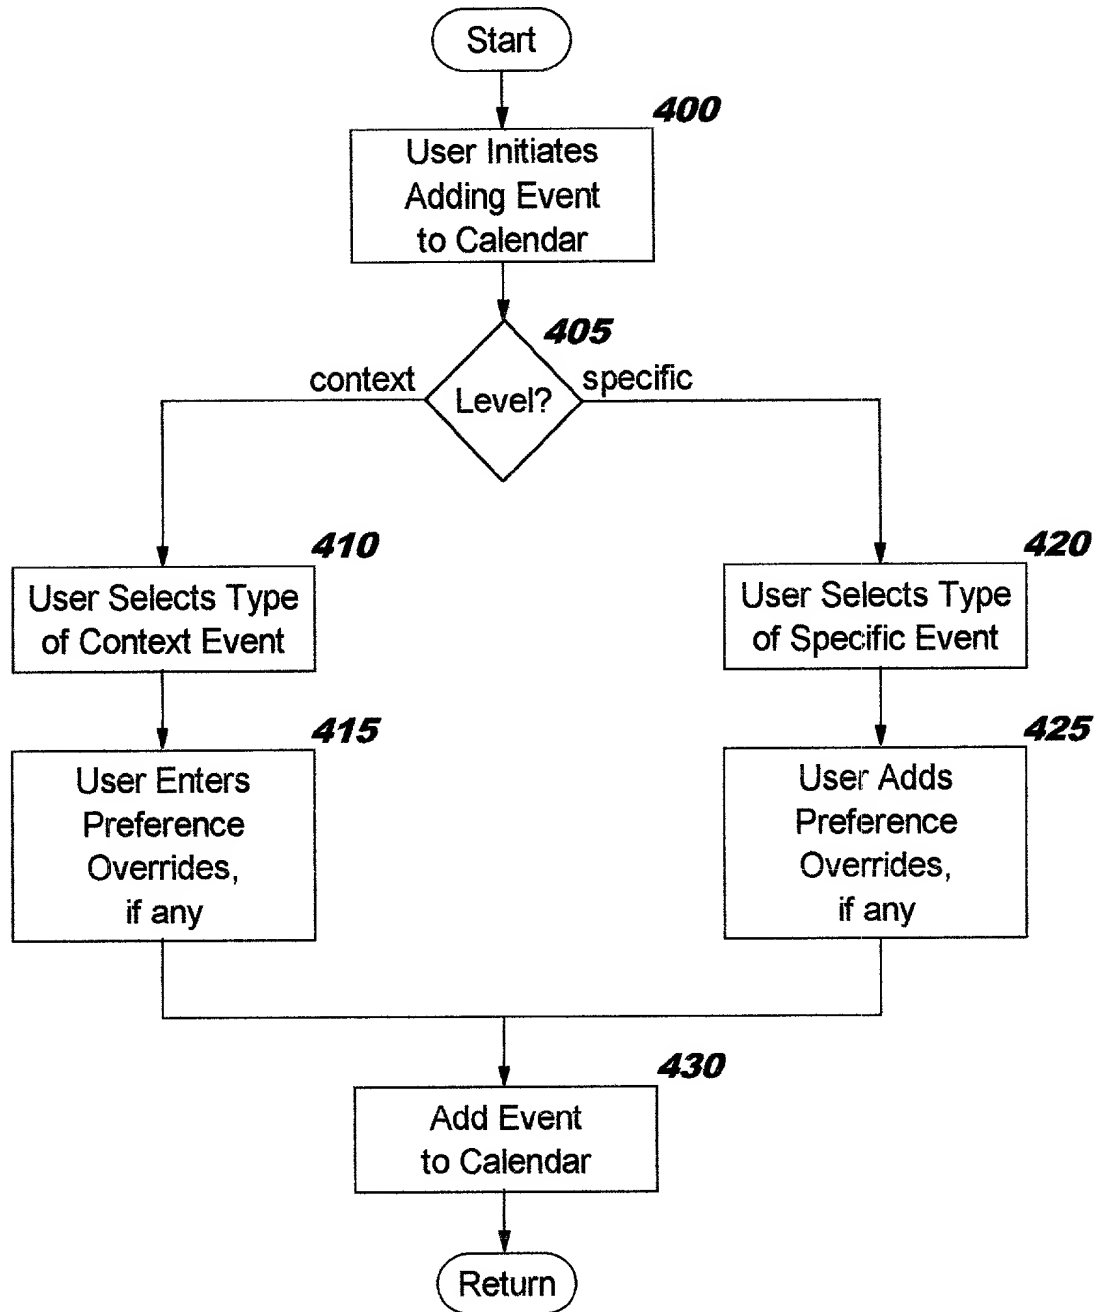 Start
400
User Initiates
Adding Event
to Calendar
405
context
Level?
specific
410
User Selects Type
of Context Event
420
User Selects Type
of Specific Event
415
User Enters
Preference
Overrides,
if any
425
User Adds
Preference
Overrides,
if any
430
Add Event
to Calendar
Return